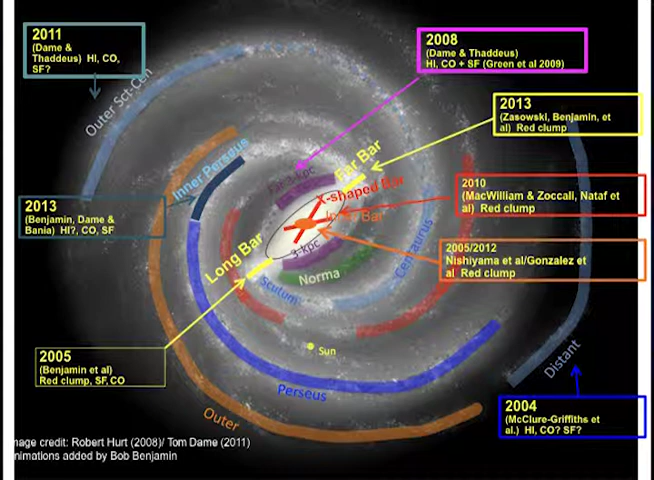 2011
(Dame &
Thaddeus) HI, CO,
SF?
2008
(Dame & Thaddeus)
HI, CO + SF (Green et al 2009)
2013
(Zasowski, Benjamin, et
al) Red clump
Outer Sct-Cen
Inner Perseus
Far 3-kpc
Far Bar
X-shaped Bar
Bar
2010
(MacWilliam & Zoccali, Nataf et
al) Red clump
2013
(Benjamin, Dame &
Bania) HI?, CO, SF
Long Bar
3-kpc
Norma
Scutum
Centaurus
2005/2012
Nishiyama et al/Gonzalez et
al Red clump
2005
(Benjamin et al)
Red clump, SF, CO
Sun
Perseus
Outer
Distant
2004
(McClure-Griffiths et
al.) HI, CO? SF?
mage credit: Robert Hurt (2008)/ Tom Dame (2011)
nimations added by Bob Benjamin